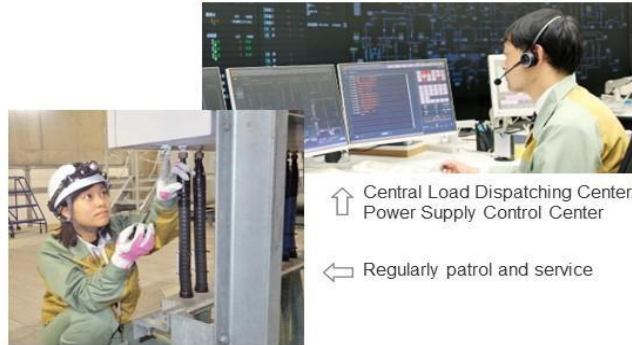 Central Load Dispatching Center
Power Supply Control Center
Regularly patrol and service